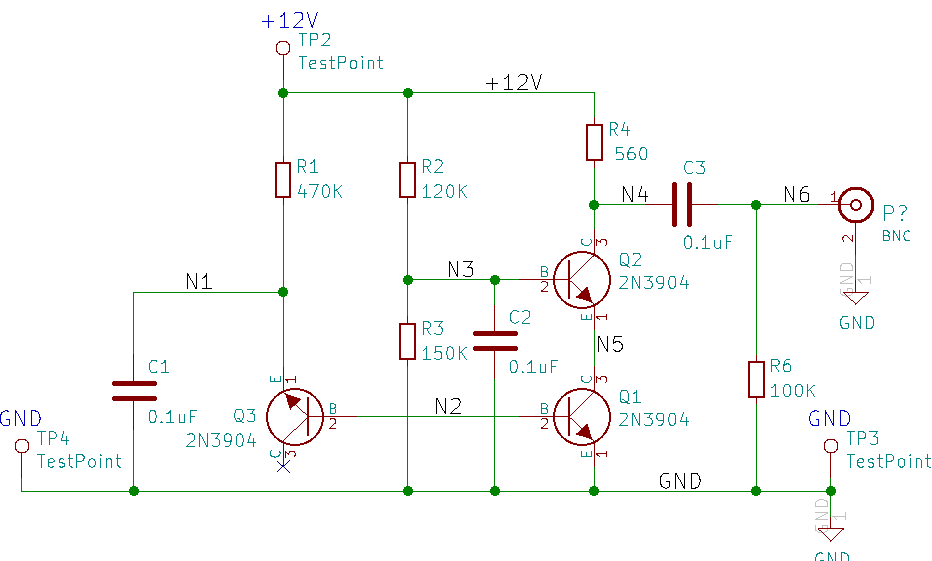 +12V
TP2
TestPoint
+12V
R1
470K
R2
120K
R4
560
C3
0.1uF
N4
N6
1
2
P?
BNC
GND
1
GND
C
3
Q2
2N3904
B
2
E
1
N3
N1
R3
150K
C2
0.1uF
N5
R6
100K
C1
0.1uF
E
1
Q3
2N3904
B
2
C
3
N2
C
3
Q1
2N3904
B
2
E
1
GND
TP4
TestPoint
GND
GND
TP3
TestPoint
GND
1
GND